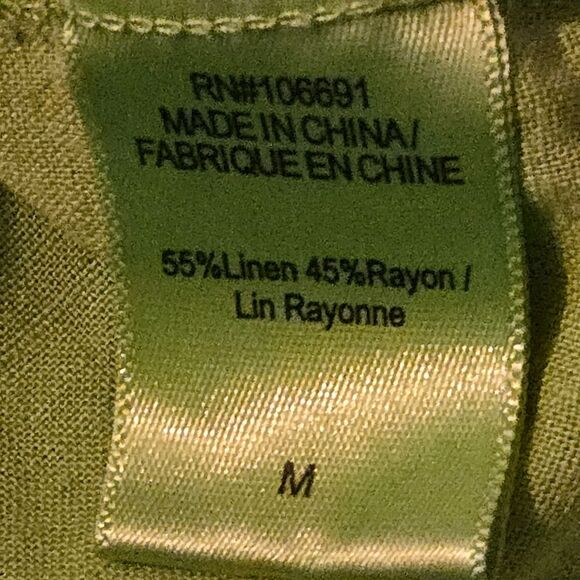 RN#106691
MADE IN CHINA/
FABRIQUE EN CHINE
55%Linen 45%Rayon /
Lin Rayonne
M